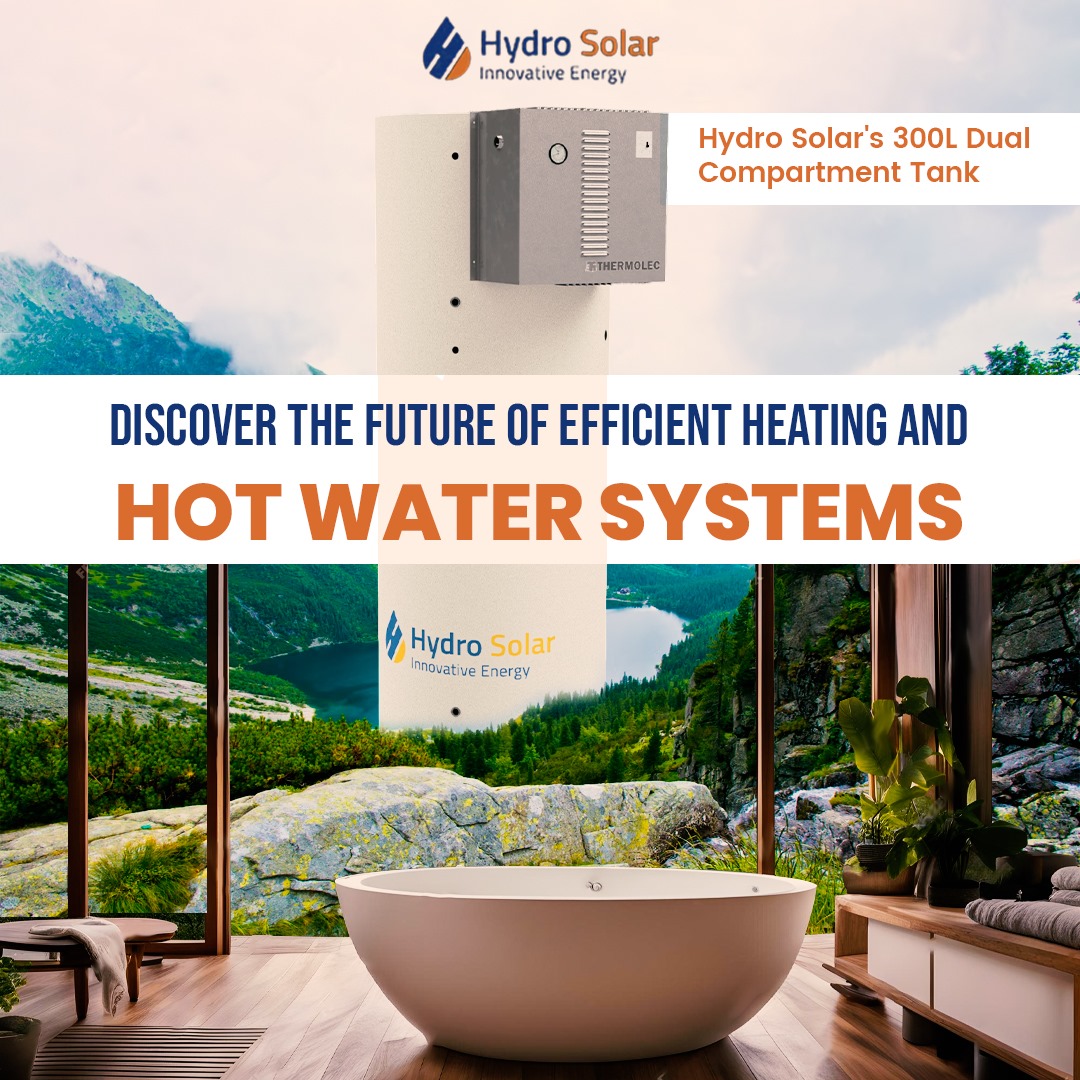 Hydro Solar
Innovative Energy
Hydro Solar's 300L Dual
Compartment Tank
THERMOLEC
DISCOVER THE FUTURE OF EFFICIENT HEATING AND
HOT WATER SYSTEMS
Hydro Solar
Innovative Energy